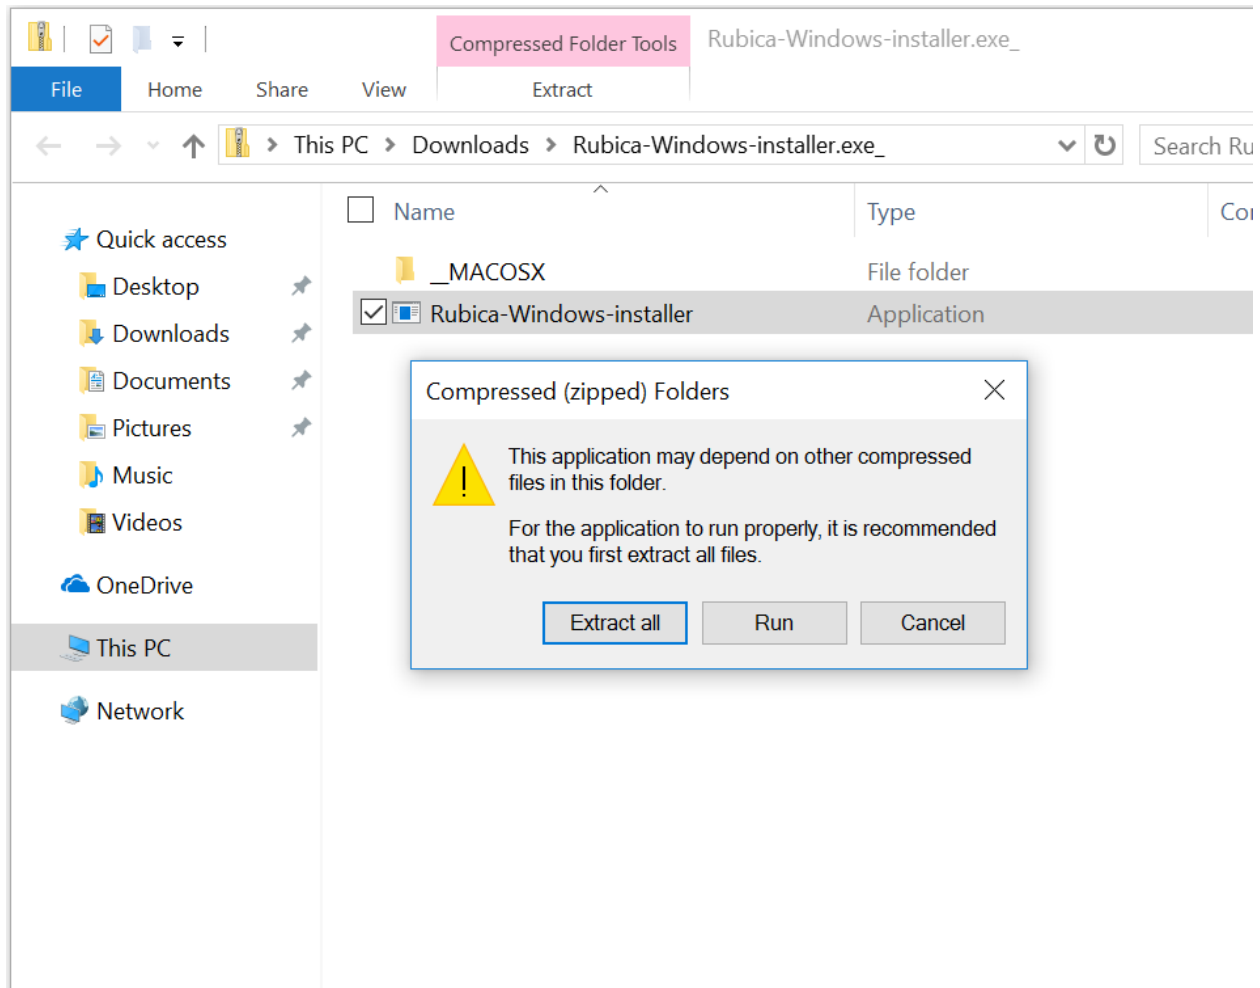 Compressed Folder Tools
Rubica-Windows-installer.exe_
File
Home
Share
View
Extract
This PC
Downloads
Rubica-Windows-installer.exe_
Search Ru
Name
Type
Cor
Quick access
Desktop
Downloads
Documents
Pictures
Music
Videos
OneDrive
This PC
Network
__MACOSX
File folder
Rubica-Windows-installer
Application
Compressed (zipped) Folders
This application may depend on other compressed
files in this folder.
For the application to run properly, it is recommended
that you first extract all files.
Extract all
Run
Cancel